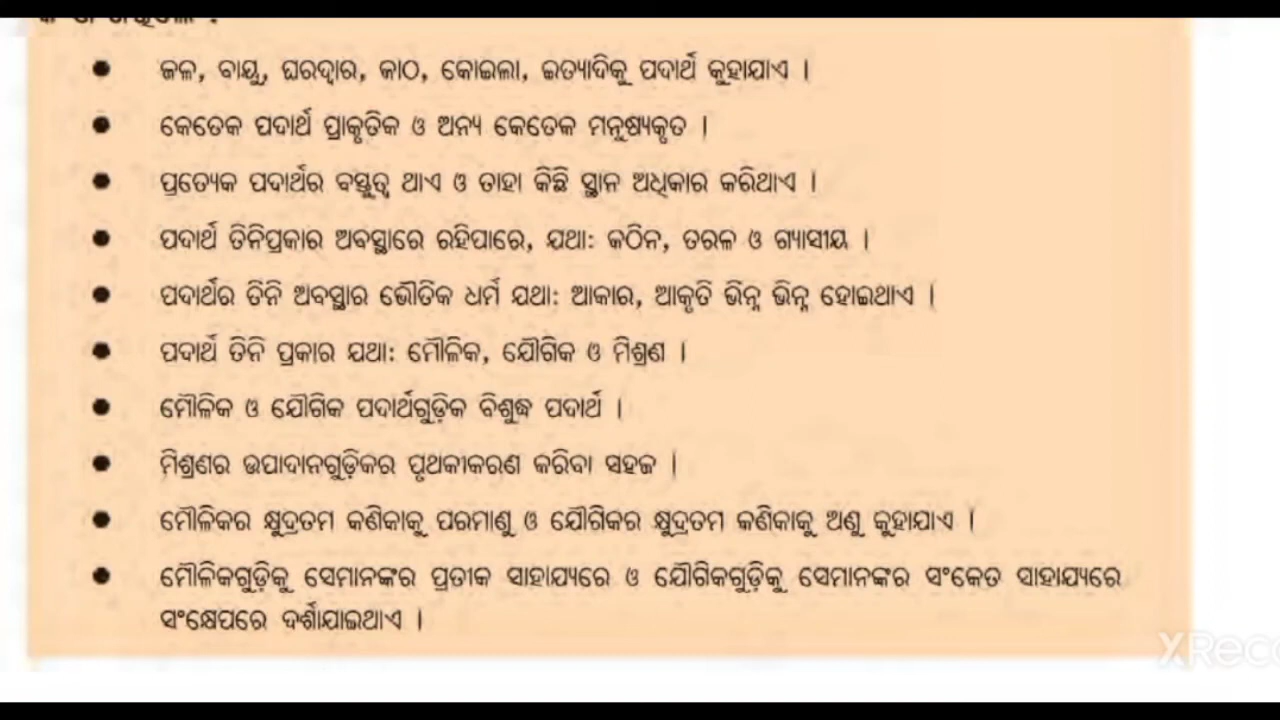 ଜଳ, ବାୟୁ, ଘରଦ୍ୱାର, କାଠ, କୋଇଲା, ଇତ୍ୟାଦିକୁ ପଦାର୍ଥ କୁହାଯାଏ ।
କେତେକ ପଦାର୍ଥ ପ୍ରାକୃତିକ ଓ ଅନ୍ୟ କେତେକ ମନୁଷ୍ୟକୃତ ।
ପ୍ରତ୍ୟେକ ପଦାର୍ଥର ବସ୍ତୁତ୍ୱ ଥାଏ ଓ ତାହା କିଛି ସ୍ଥାନ ଅଧିକାର କରିଥାଏ ।
ପଦାର୍ଥ ତିନିପ୍ରକାର ଅବସ୍ଥାରେ ରହିପାରେ, ଯଥା: କଠିନ, ତରଳ ଓ ଗ୍ୟାସୀୟ ।
ପଦାର୍ଥର ତିନି ଅବସ୍ଥାର ଭୌତିକ ଧର୍ମ ଯଥା: ଆକାର, ଆକୃତି ଭିନ୍ନ ଭିନ୍ନ ହୋଇଥାଏ ।
ପଦାର୍ଥ ତିନି ପ୍ରକାର ଯଥା: ମୌଳିକ, ଯୌଗିକ ଓ ମିଶ୍ରଣ ।
ମୌଳିକ ଓ ଯୌଗିକ ପଦାର୍ଥଗୁଡ଼ିକ ବିଶୁଦ୍ଧ ପଦାର୍ଥ ।
ମିଶ୍ରଣର ଉପାଦାନଗୁଡ଼ିକର ପୃଥକୀକରଣ କରିବା ସହଜ ।
ମୌଳିକର କ୍ଷୁଦ୍ରତମ କଣିକାକୁ ପରମାଣୁ ଓ ଯୌଗିକର କ୍ଷୁଦ୍ରତମ କଣିକାକୁ ଅଣୁ କୁହାଯାଏ ।
ମୌଳିକଗୁଡ଼ିକୁ ସେମାନଙ୍କର ପ୍ରତୀକ ସାହାଯ୍ୟରେ ଓ ଯୌଗିକଗୁଡ଼ିକୁ ସେମାନଙ୍କର ସଂକେତ ସାହାଯ୍ୟରେ
ସଂକ୍ଷେପରେ ଦର୍ଶାଯାଇଥାଏ ।
XReco